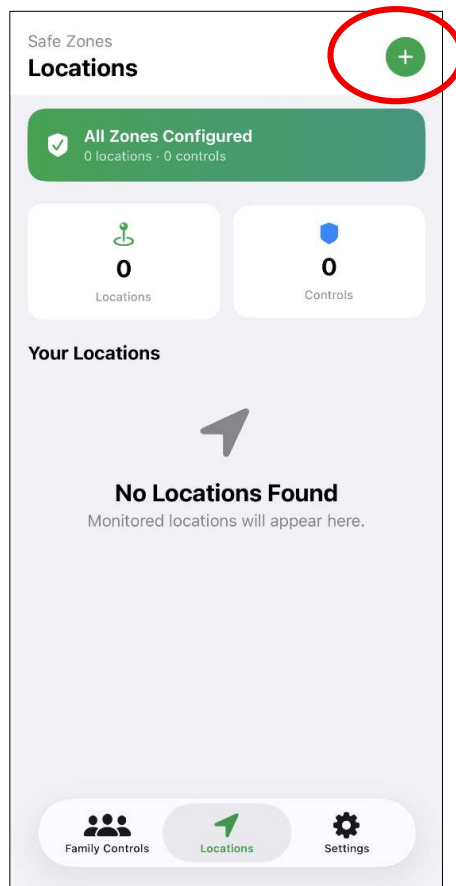 Safe Zones
Locations
+
All Zones Configured
0 locations · 0 controls
0
Locations
0
Controls
Your Locations
No Locations Found
Monitored locations will appear here.
Family Controls
Locations
Settings